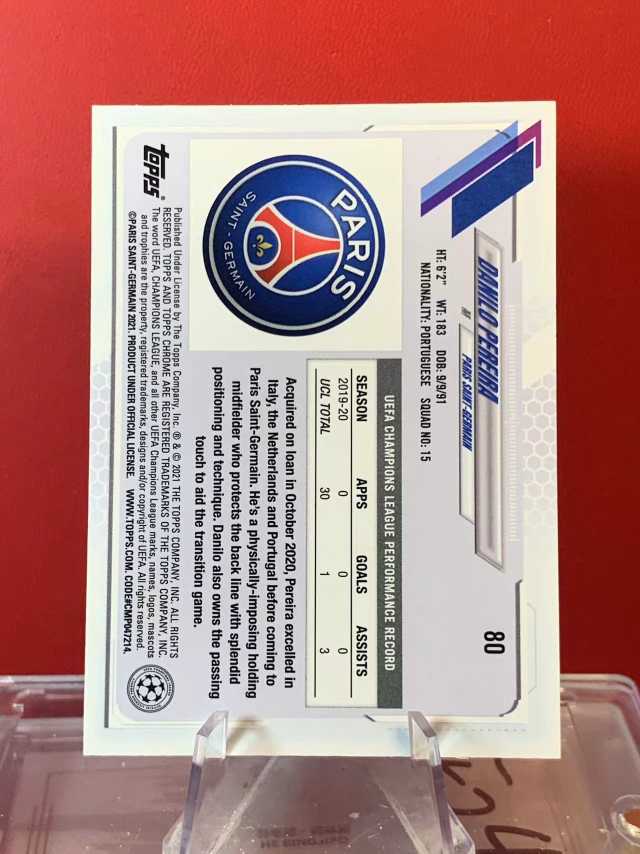 80
DANILO PEREIRA
MF
PARIS SAINT-GERMAIN
HT: 6'2" WT: 183 DOB: 9/9/91
NATIONALITY: PORTUGUESE SQUAD NO: 15
PARIS
SAINT-GERMAIN
UEFA CHAMPIONS LEAGUE PERFORMANCE RECORD
SEASON APPS GOALS ASSISTS
2019-20 0 0 0
UCL TOTAL 30 1 3
Acquired on loan in October 2020, Pereira excelled in
Italy, the Netherlands and Portugal before coming to
Paris Saint-Germain. He's a physically-imposing holding
midfielder who protects the back line with splendid
positioning and technique. Danilo also owns the passing
touch to aid the transition game.
topps®
Published Under License by The Topps Company, Inc. ® & © 2021 THE TOPPS COMPANY, INC. ALL RIGHTS
RESERVED. TOPPS AND TOPPS CHROME ARE REGISTERED TRADEMARKS OF THE TOPPS COMPANY, INC.
The word UEFA, CHAMPIONS LEAGUE, and all other UEFA Champions League marks, names, logos, mascots
and trophies are the property, registered trademarks, designs and/or copyright of UEFA. All rights reserved.
©PARIS SAINT-GERMAIN 2021. PRODUCT UNDER OFFICIAL LICENSE. WWW.TOPPS.COM. CODE#CMP047214